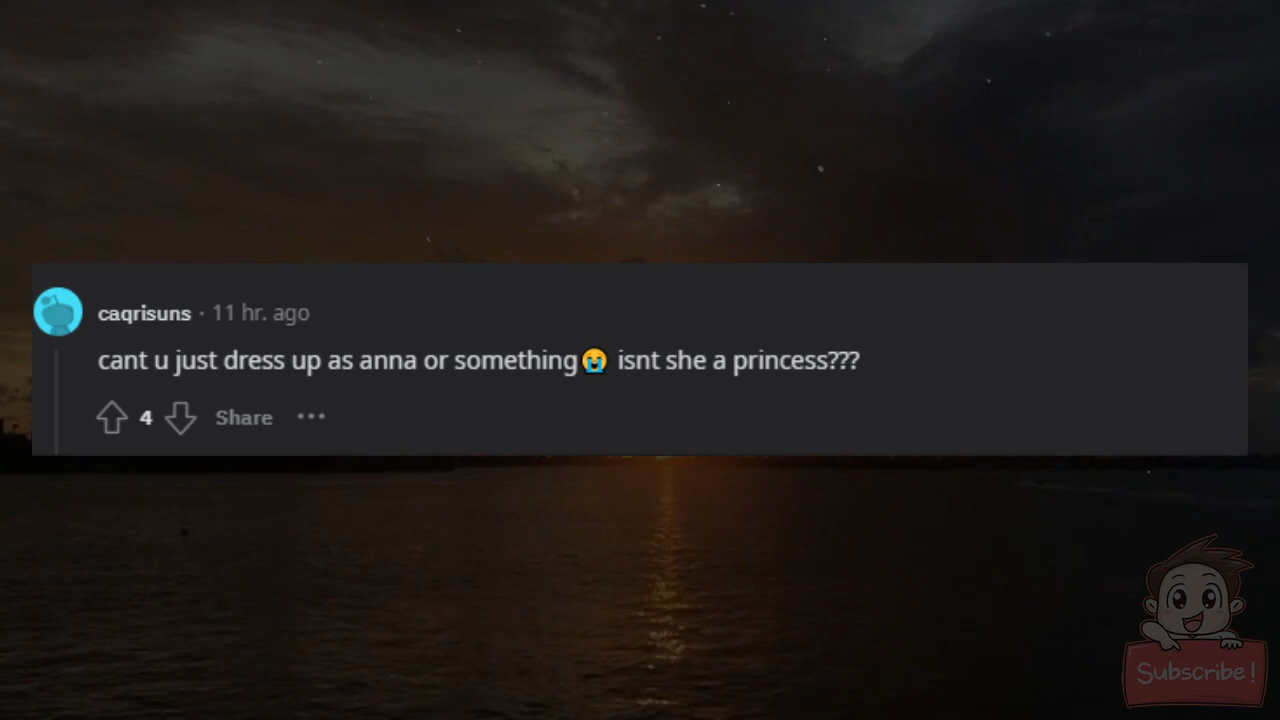 caqrisuns · 11 hr. ago
cant u just dress up as anna or something😭 isnt she a princess???
4 Share ···
Subscribe!